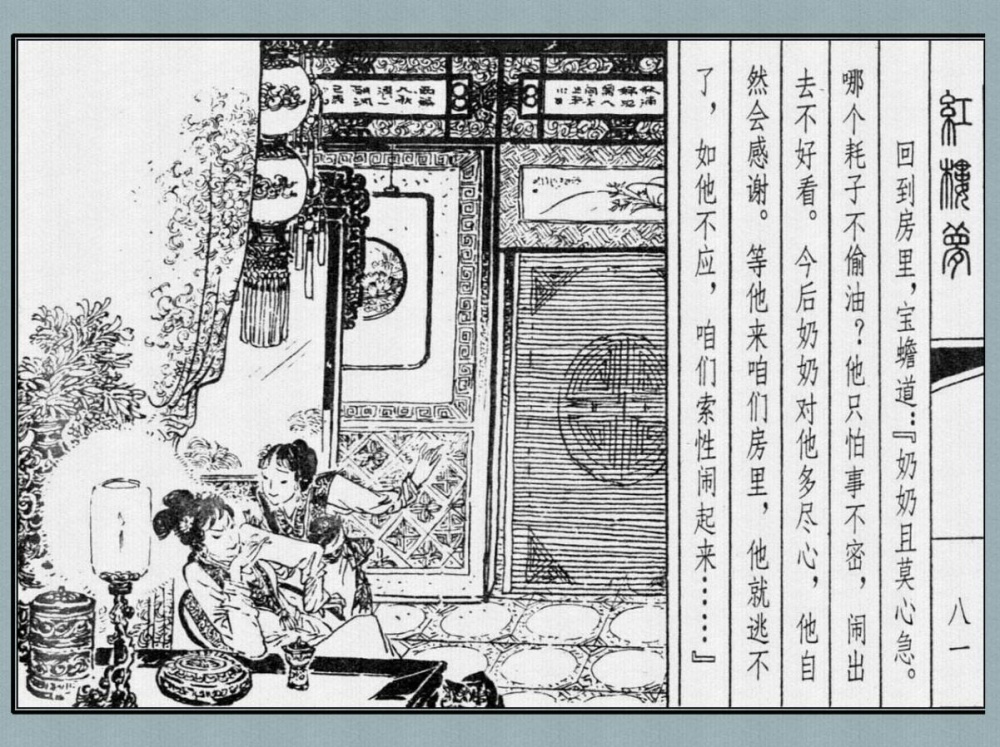 紅樓夢
八一
回到房里，宝蟾道：『奶奶且莫心急。
哪个耗子不偷油？他只怕事不密，闹出
去不好看。今后奶奶对他多尽心，他自
然会感谢。等他来咱们房里，他就逃不
了，如他不应，咱们索性闹起来……』